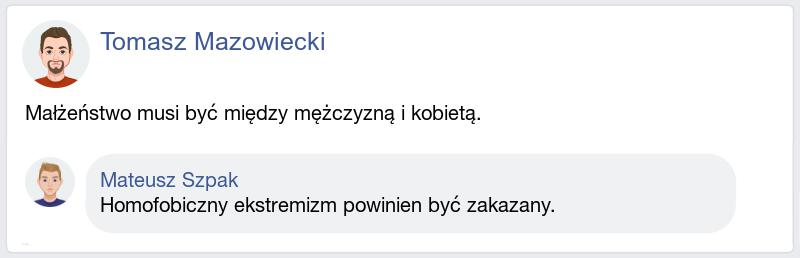 Tomasz Mazowiecki
Małżeństwo musi być między mężczyzną i kobietą.
Mateusz Szpak
Homofobiczny ekstremizm powinien być zakazany.